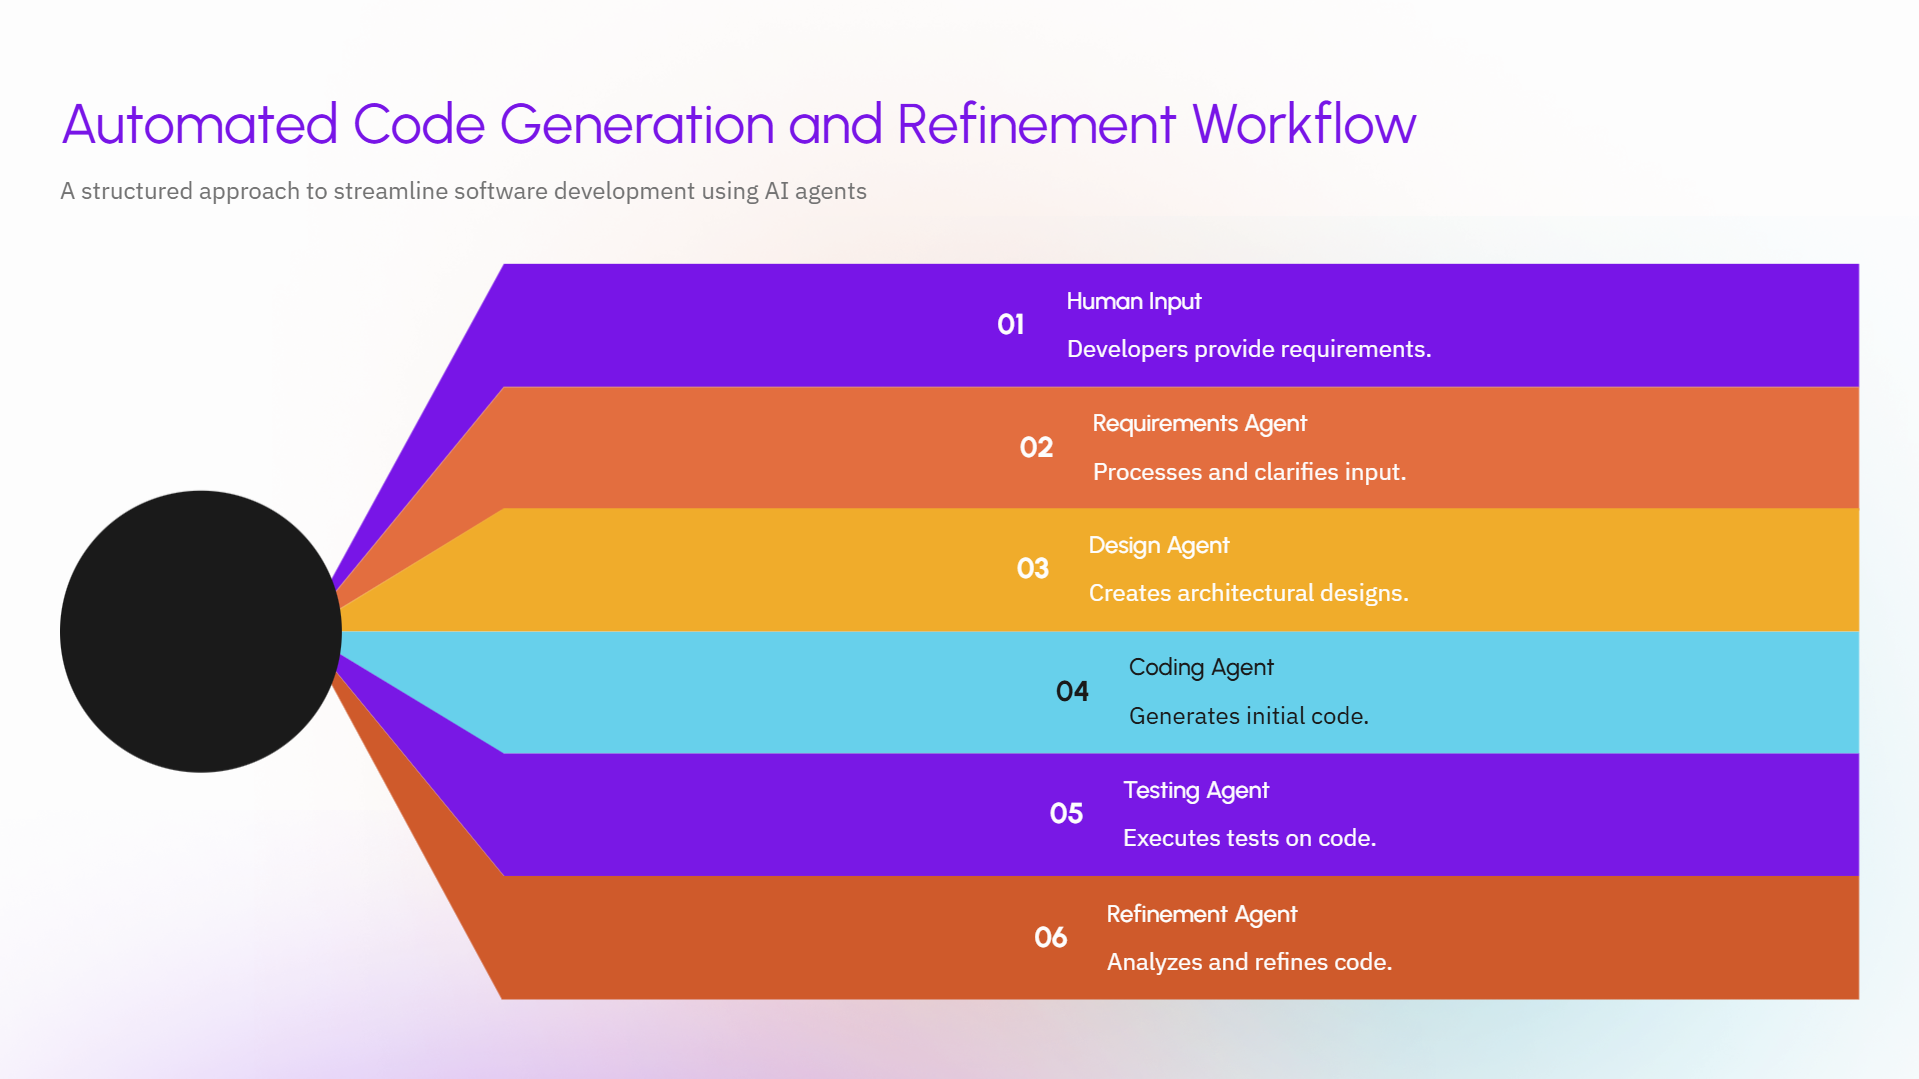 Automated Code Generation and Refinement Workflow
A structured approach to streamline software development using AI agents
01
Human Input
Developers provide requirements.
02
Requirements Agent
Processes and clarifies input.
03
Design Agent
Creates architectural designs.
04
Coding Agent
Generates initial code.
05
Testing Agent
Executes tests on code.
06
Refinement Agent
Analyzes and refines code.